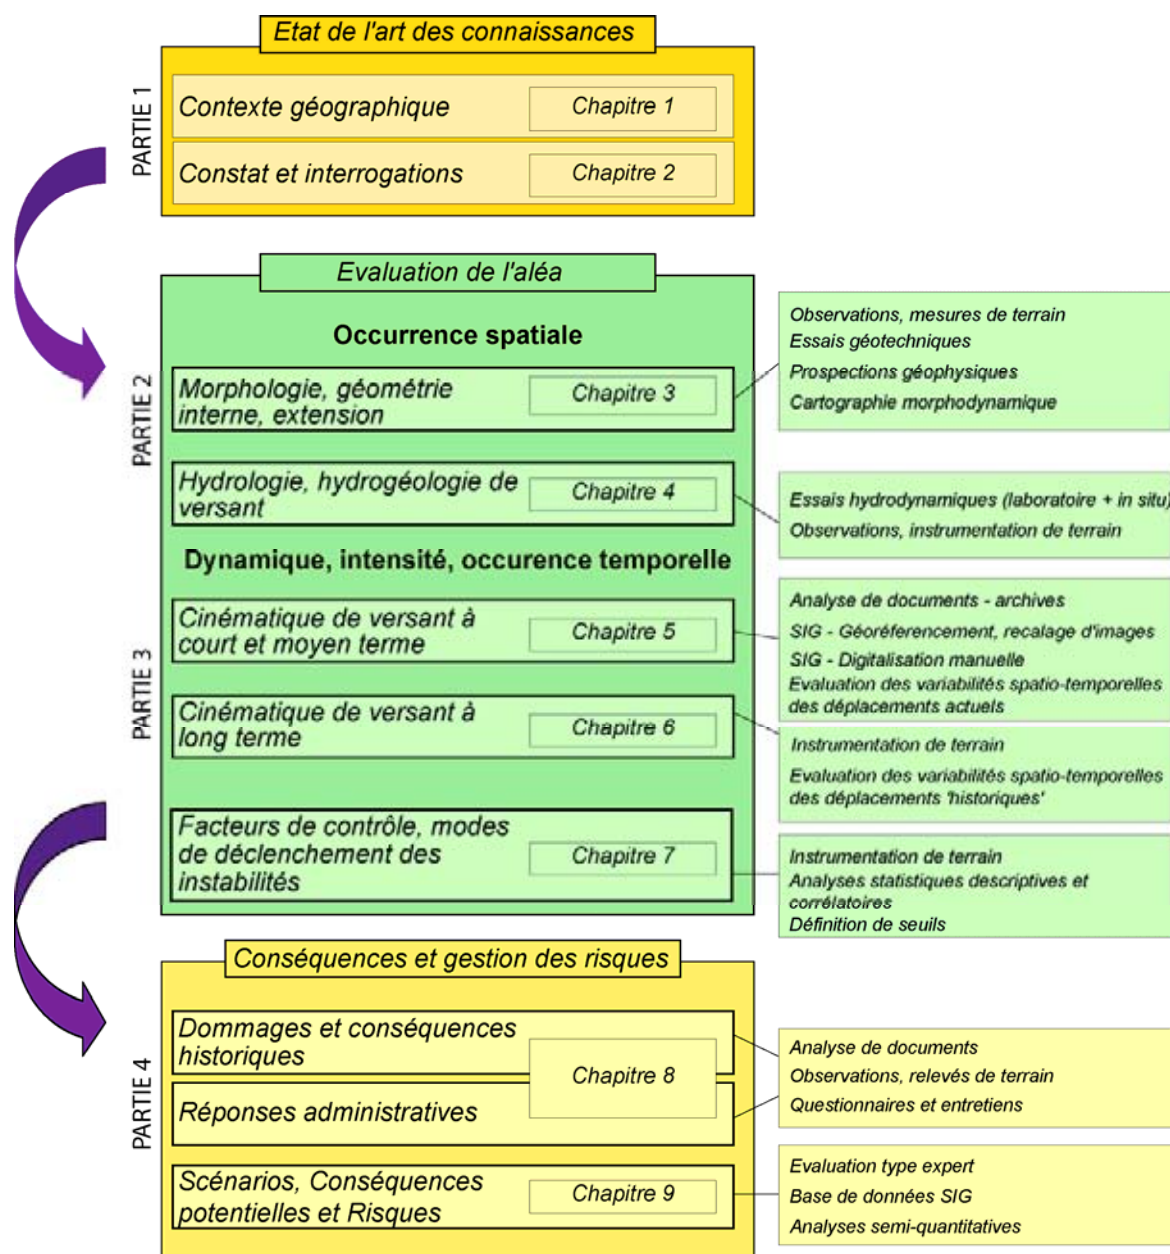 Etat de l'art des connaissances
PARTIE 1
Contexte géographique
Chapitre 1
Constat et interrogations
Chapitre 2
Evaluation de l'aléa
PARTIE 2
Occurrence spatiale
Morphologie, géométrie
interne, extension
Chapitre 3
Observations, mesures de terrain
Essais géotechniques
Prospections géophysiques
Cartographie morphodynamique
Hydrologie, hydrogéologie de
versant
Chapitre 4
Essais hydrodynamiques (laboratoire + in situ)
Observations, instrumentation de terrain
PARTIE 3
Dynamique, intensité, occurence temporelle
Cinématique de versant à
court et moyen terme
Chapitre 5
Analyse de documents - archives
SIG - Géoréferencement, recalage d'images
SIG - Digitalisation manuelle
Evaluation des variabilités spatio-temporelles
des déplacements actuels
Cinématique de versant à
long terme
Chapitre 6
Instrumentation de terrain
Evaluation des variabilités spatio-temporelles
des déplacements 'historiques'
Facteurs de contrôle, modes
de déclenchement des
instabilités
Chapitre 7
Instrumentation de terrain
Analyses statistiques descriptives et
corrélatoires
Définition de seuils
Conséquences et gestion des risques
PARTIE 4
Dommages et conséquences
historiques
Chapitre 8
Réponses administratives
Analyse de documents
Observations, relevés de terrain
Questionnaires et entretiens
Scénarios, Conséquences
potentielles et Risques
Chapitre 9
Evaluation type expert
Base de données SIG
Analyses semi-quantitatives